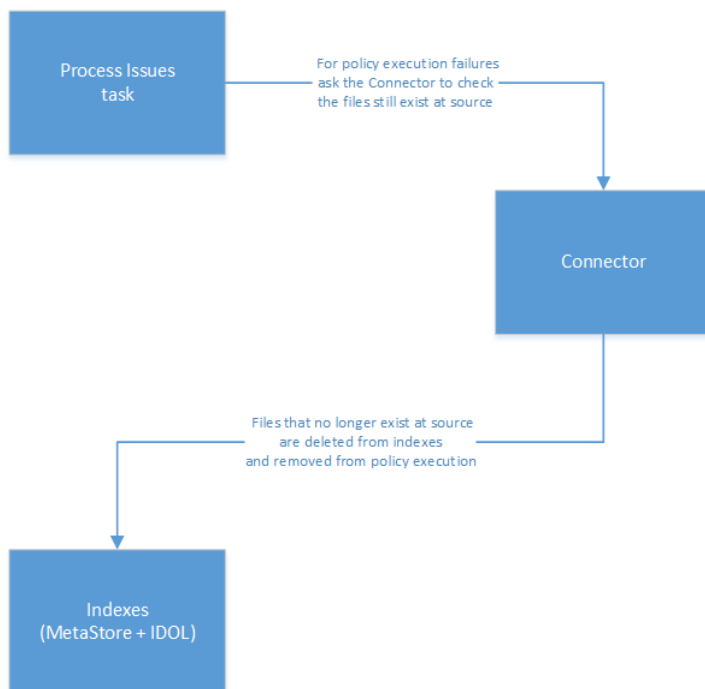 Process Issues
task
For policy execution failures
ask the Connector to check
the files still exist at source
Connector
Files that no longer exist at source
are deleted from indexes
and removed from policy execution
Indexes
(MetaStore + IDOL)